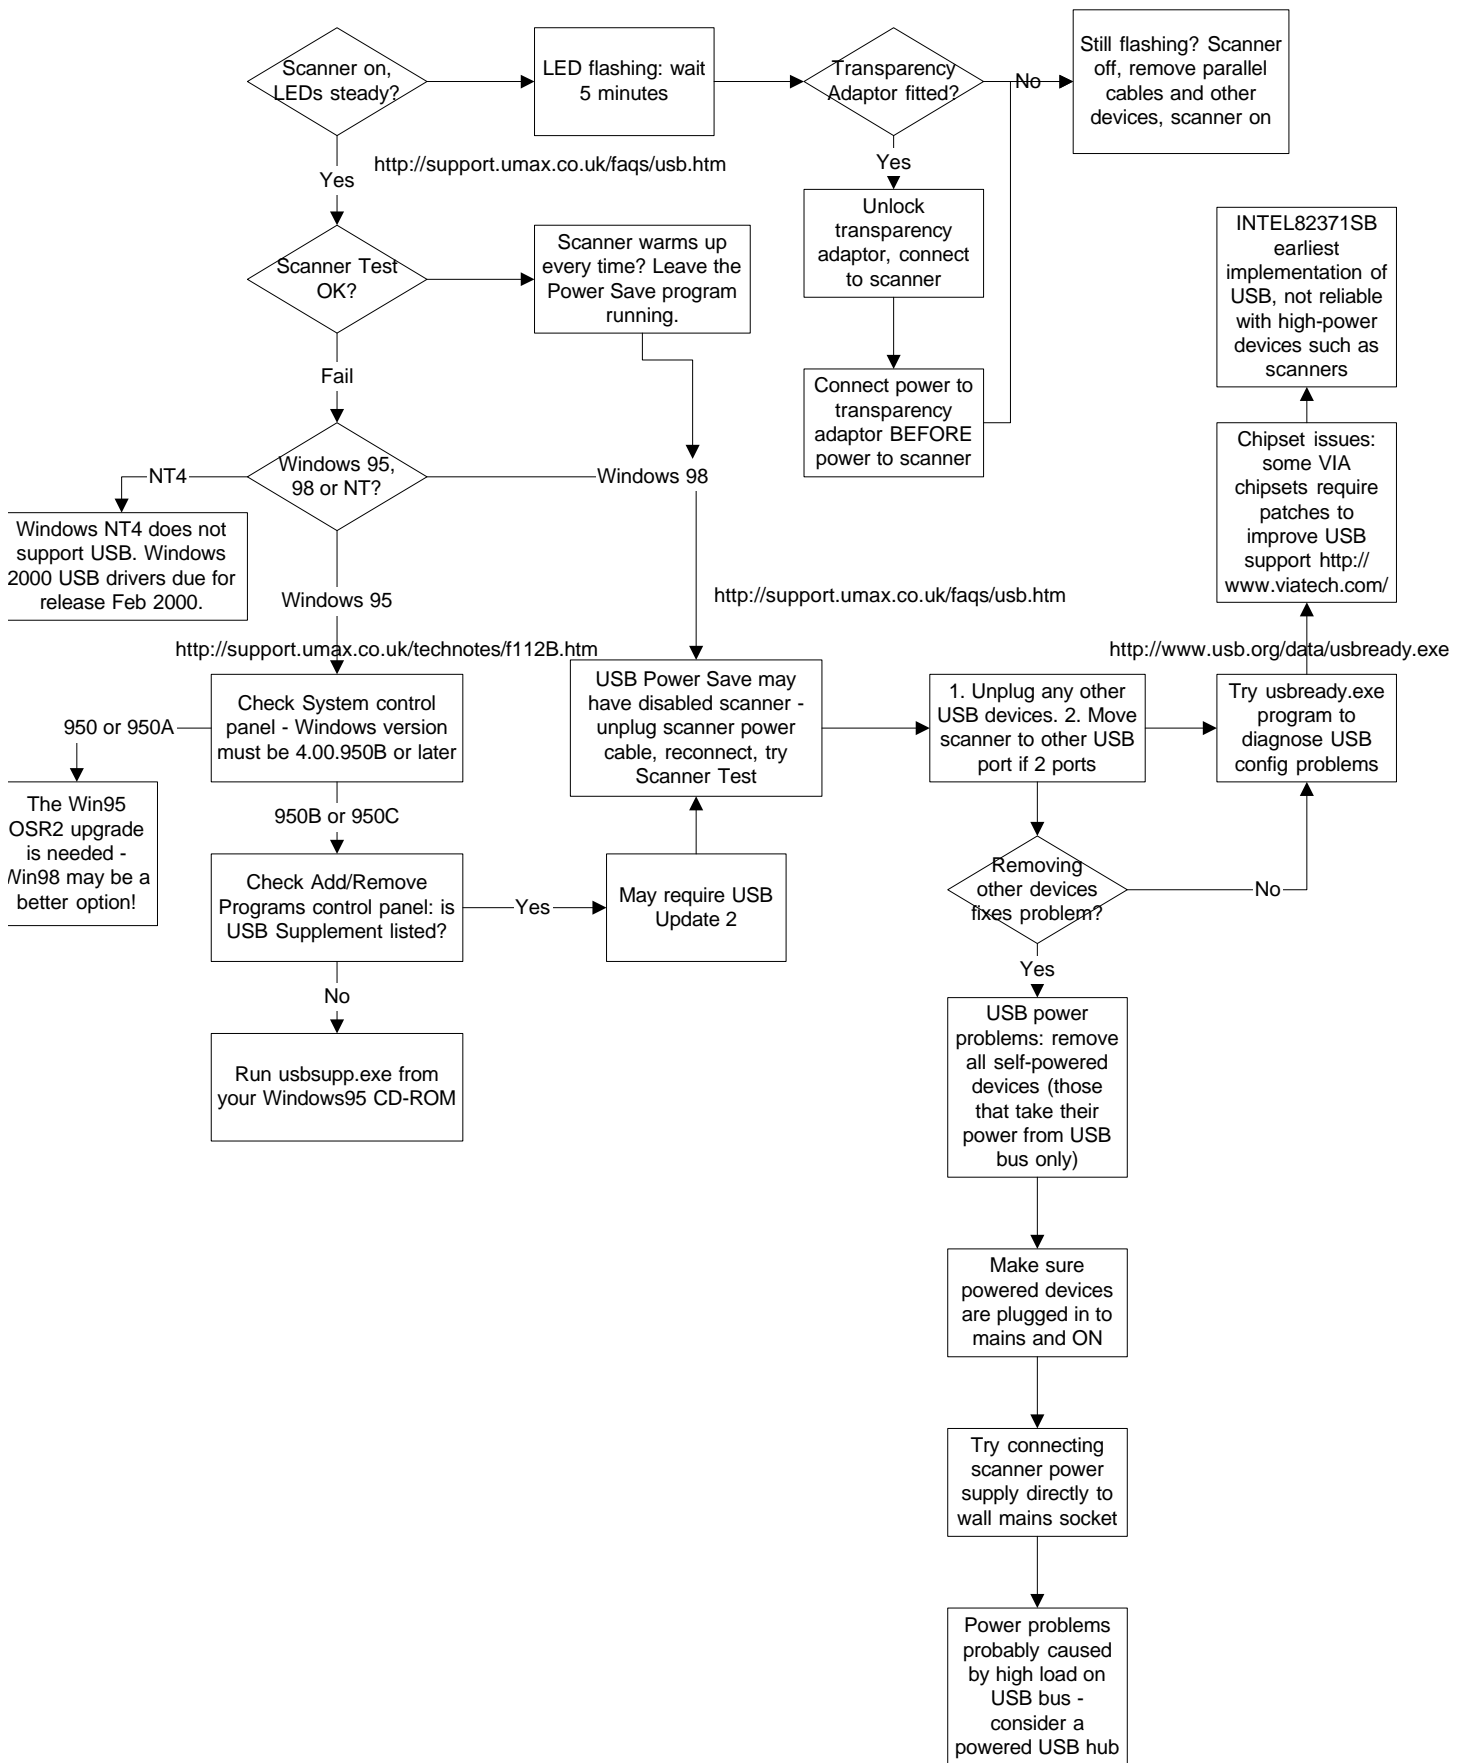 Scanner on,
LEDs steady?
LED flashing: wait
5 minutes
Transparency
Adaptor fitted?
No
Still flashing? Scanner
off, remove parallel
cables and other
devices, scanner on
Yes
http://support.umax.co.uk/faqs/usb.htm
Yes
Unlock
transparency
adaptor, connect
to scanner
Scanner Test
OK?
Scanner warms up
every time? Leave the
Power Save program
running.
INTEL82371SB
earliest
implementation of
USB, not reliable
with high-power
devices such as
scanners
Fail
Connect power to
transparency
adaptor BEFORE
power to scanner
Windows 95,
98 or NT?
NT4
Windows 98
Chipset issues:
some VIA
chipsets require
patches to
improve USB
support http://
www.viatech.com/
Windows NT4 does not
support USB. Windows
2000 USB drivers due for
release Feb 2000.
Windows 95
http://support.umax.co.uk/faqs/usb.htm
http://support.umax.co.uk/technotes/f112B.htm
http://www.usb.org/data/usbready.exe
Check System control
panel - Windows version
must be 4.00.950B or later
USB Power Save may
have disabled scanner -
unplug scanner power
cable, reconnect, try
Scanner Test
1. Unplug any other
USB devices. 2. Move
scanner to other USB
port if 2 ports
Try usbready.exe
program to
diagnose USB
config problems
950 or 950A
950B or 950C
The Win95
OSR2 upgrade
is needed -
Win98 may be a
better option!
Check Add/Remove
Programs control panel: is
USB Supplement listed?
Yes
May require USB
Update 2
Removing
other devices
fixes problem?
No
Yes
No
Run usbsupp.exe from
your Windows95 CD-ROM
USB power
problems: remove
all self-powered
devices (those
that take their
power from USB
bus only)
Make sure
powered devices
are plugged in to
mains and ON
Try connecting
scanner power
supply directly to
wall mains socket
Power problems
probably caused
by high load on
USB bus -
consider a
powered USB hub